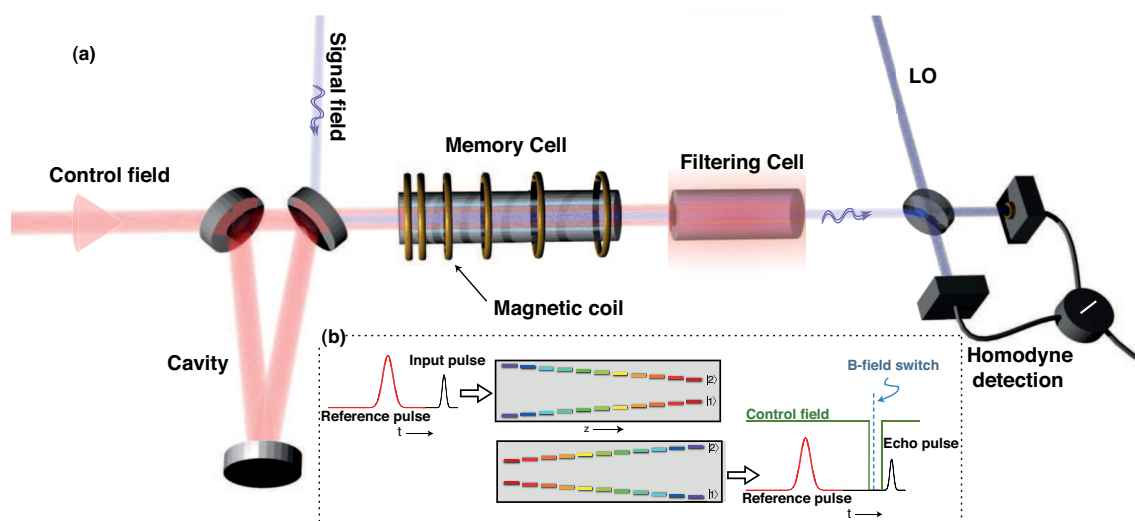 (a)
Signal field
LO
Memory Cell
Filtering Cell
Control field
Magnetic coil
Cavity
Homodyne
detection
(b)
Input pulse
Reference pulse
t
|2⟩
|1⟩
z
|2⟩
|1⟩
B-field switch
Control field
Echo pulse
Reference pulse
t